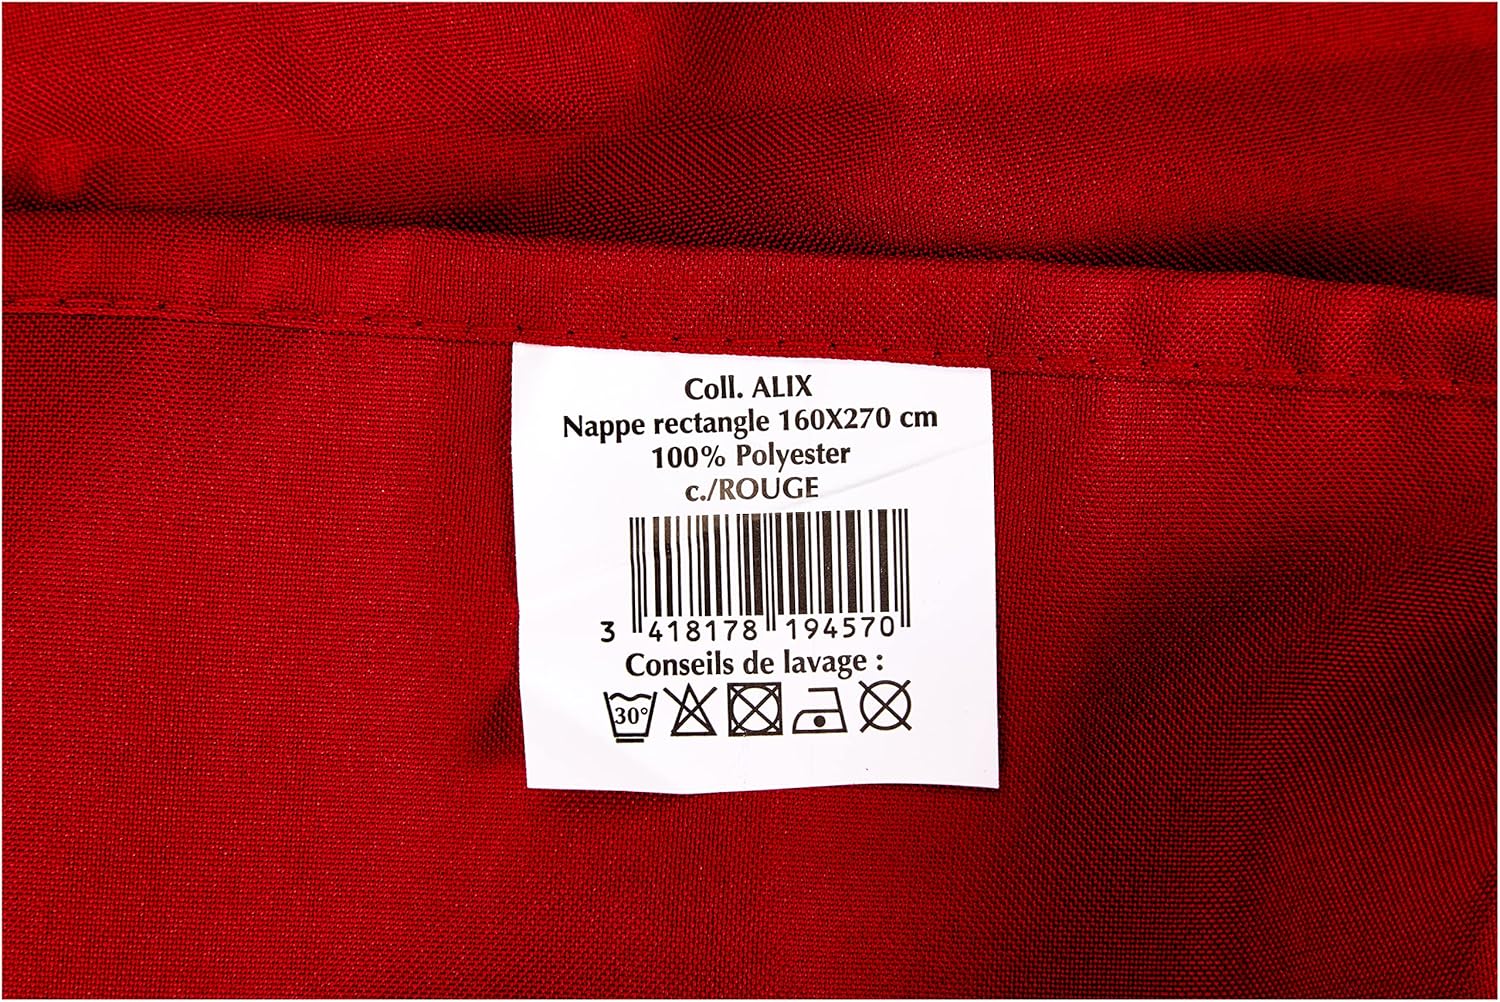 Coll. ALIX
Nappe rectangle 160X270 cm
100% Polyester
c./ROUGE
3 418178 194570
Conseils de lavage :
30°